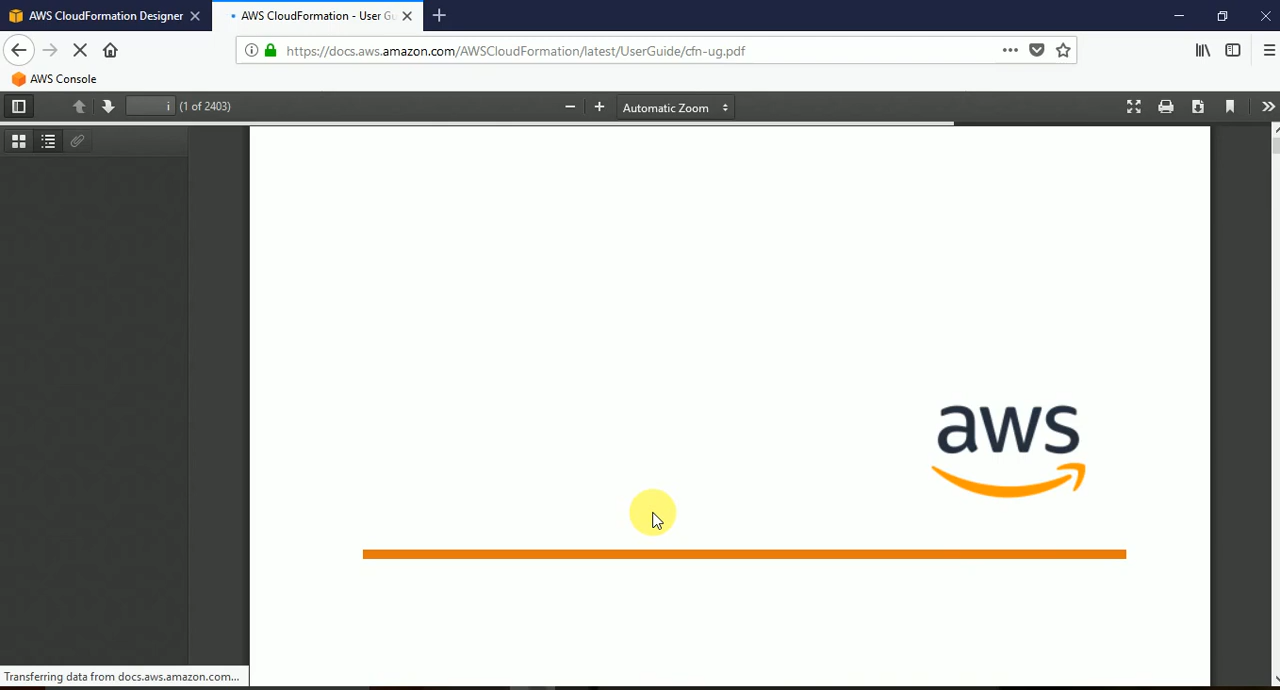 AWS CloudFormation Designer
AWS CloudFormation - User Gu
https://docs.aws.amazon.com/AWSCloudFormation/latest/UserGuide/cfn-ug.pdf
AWS Console
i (1 of 2403)
Automatic Zoom
aws
Transferring data from docs.aws.amazon.com...